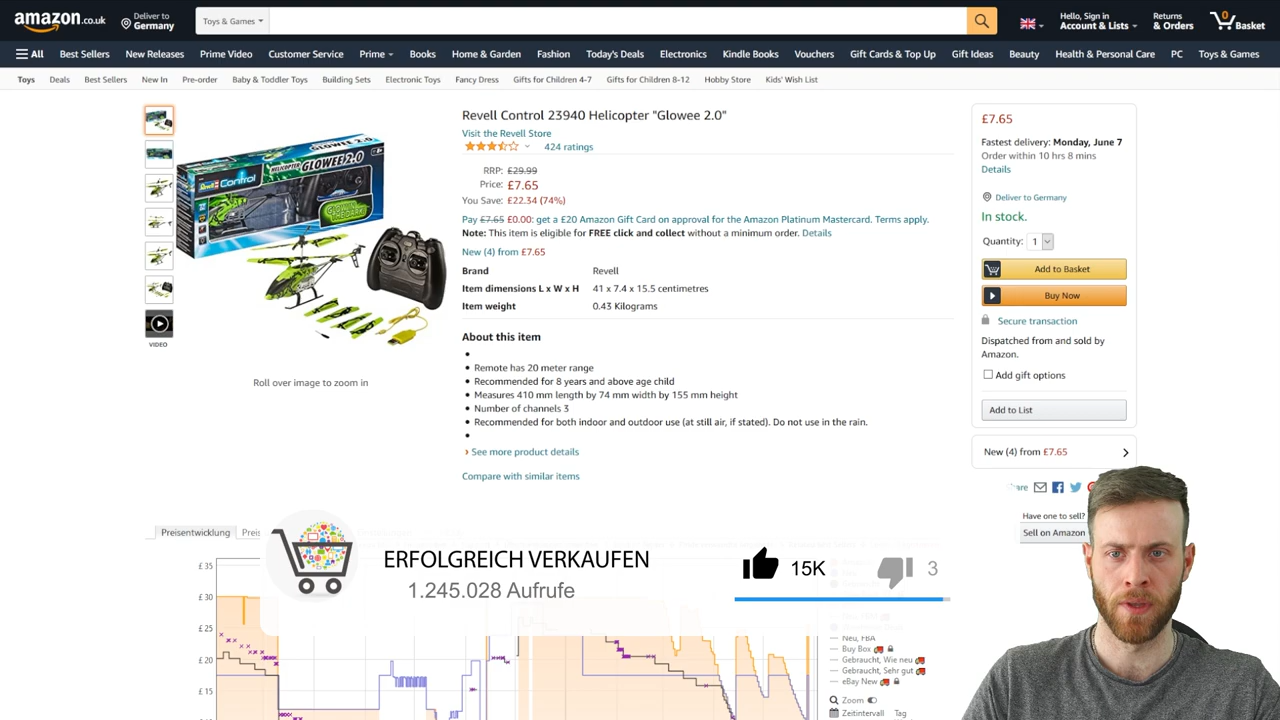 amazon.co.uk
Deliver to
Germany
Toys & Games
Hello, Sign in
Account & Lists
Returns
& Orders
0
Basket
All Best Sellers New Releases Prime Video Customer Service Prime Books Home & Garden Fashion Today's Deals Electronics Kindle Books Vouchers Gift Cards & Top Up Gift Ideas Beauty Health & Personal Care PC Toys & Games
Toys Deals Best Sellers New In Pre-order Baby & Toddler Toys Building Sets Electronic Toys Fancy Dress Gifts for Children 4-7 Gifts for Children 8-12 Hobby Store Kids' Wish List
Revell Control 23940 Helicopter "Glowee 2.0"
Visit the Revell Store
424 ratings
RRP: £29.99
Price: £7.65
You Save: £22.34 (74%)
Pay £7.65 £0.00: get a £20 Amazon Gift Card on approval for the Amazon Platinum Mastercard. Terms apply.
Note: This item is eligible for FREE click and collect without a minimum order. Details
New (4) from £7.65
Brand Revell
Item dimensions L x W x H 41 x 7.4 x 15.5 centimetres
Item weight 0.43 Kilograms
About this item
Remote has 20 meter range
Recommended for 8 years and above age child
Measures 410 mm length by 74 mm width by 155 mm height
Number of channels 3
Recommended for both indoor and outdoor use (at still air, if stated). Do not use in the rain.
› See more product details
Compare with similar items
Revell Control
HELICOPTER GLOWEE 2.0
VIDEO
Roll over image to zoom in
£7.65
Fastest delivery: Monday, June 7
Order within 10 hrs 8 mins
Details
Deliver to Germany
In stock.
Quantity: 1
Add to Basket
Buy Now
Secure transaction
Dispatched from and sold by
Amazon.
Add gift options
Add to List
New (4) from £7.65
Have one to sell?
Sell on Amazon
Preisentwicklung
ERFOLGREICH VERKAUFEN
1.245.028 Aufrufe
15K
3
£ 35
£ 30
£ 25
£ 20
£ 15
Neu, FBA
Buy Box
Gebraucht, Wie neu
Gebraucht, Sehr gut
eBay New
Zoom
Zeitintervall Tag